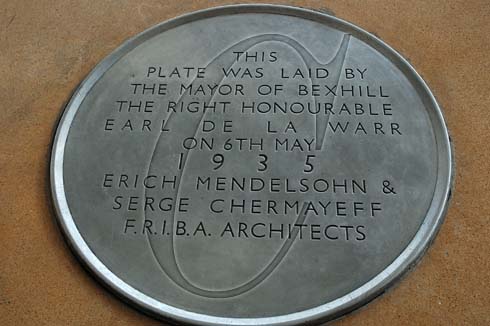 THIS
PLATE WAS LAID BY
THE MAYOR OF BEXHILL
THE RIGHT HONOURABLE
EARL DE LA WARR
ON 6TH MAY
1935
ERICH MENDELSOHN &
SERGE CHERMAYEFF
F.R.I.B.A. ARCHITECTS